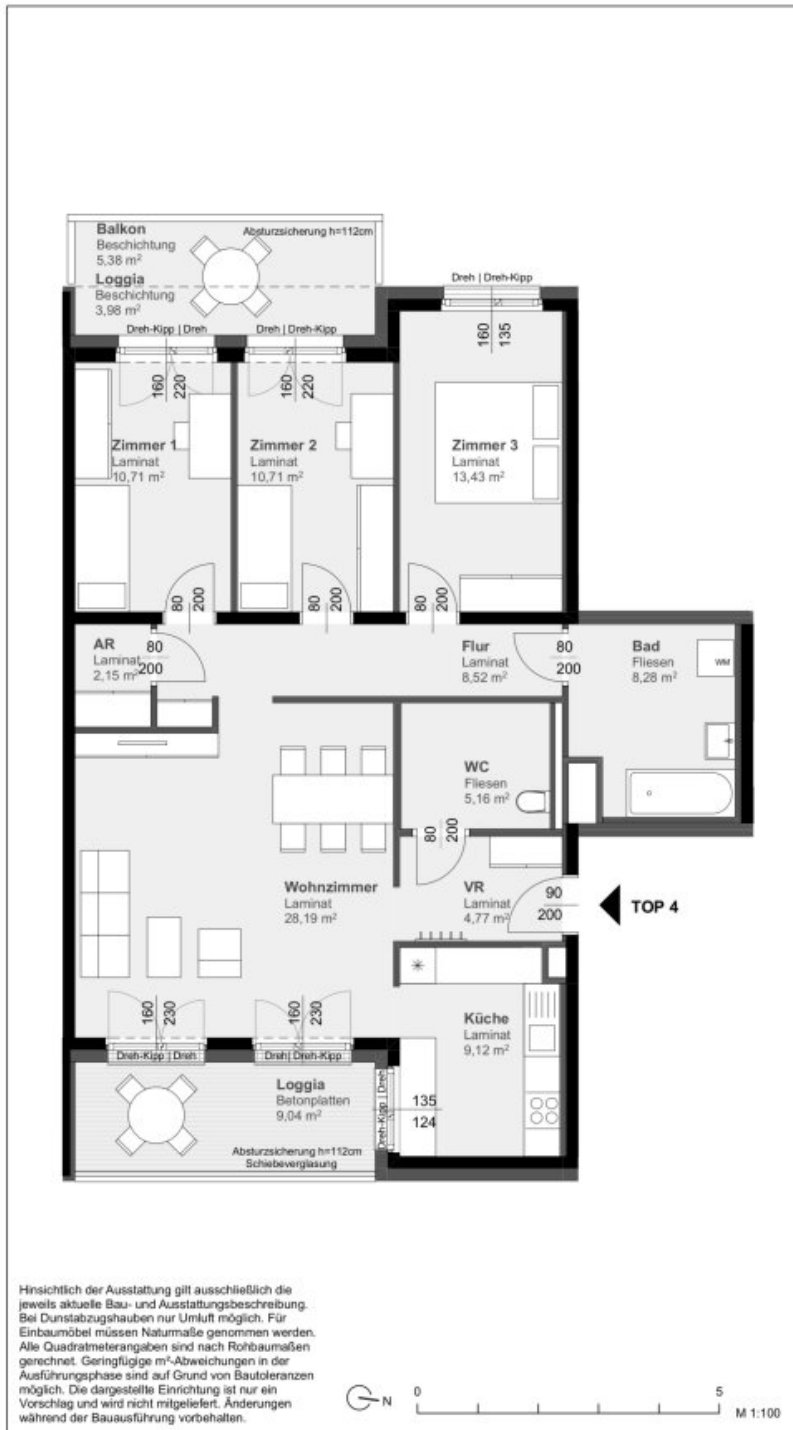 Balkon
Beschichtung
5,38 m²
Absturzsicherung h=112cm
Loggia
Beschichtung
3,98 m²
Dreh-Kipp | Dreh
Dreh | Dreh-Kipp
Dreh | Dreh-Kipp
160
220
160
220
160
135
Zimmer 1
Laminat
10,71 m²
Zimmer 2
Laminat
10,71 m²
Zimmer 3
Laminat
13,43 m²
80
200
80
200
80
200
AR
Laminat
2,15 m²
80
200
Flur
Laminat
8,52 m²
80
200
Bad
Fliesen
8,28 m²
WM
WC
Fliesen
5,16 m²
80
200
Wohnzimmer
Laminat
28,19 m²
VR
Laminat
4,77 m²
90
200
TOP 4
160
230
160
230
Dreh-Kipp | Dreh
Dreh | Dreh-Kipp
Küche
Laminat
9,12 m²
Loggia
Betonplatten
9,04 m²
Dreh-Kipp | Dreh
135
124
Absturzsicherung h=112cm
Schiebeverglasung
Hinsichtlich der Ausstattung gilt ausschließlich die
jeweils aktuelle Bau- und Ausstattungsbeschreibung.
Bei Dunstabzugshauben nur Umluft möglich. Für
Einbaumöbel müssen Naturmaße genommen werden.
Alle Quadratmeterangaben sind nach Rohbaumaßen
gerechnet. Geringfügige m²-Abweichungen in der
Ausführungsphase sind auf Grund von Bautoleranzen
möglich. Die dargestellte Einrichtung ist nur ein
Vorschlag und wird nicht mitgeliefert. Änderungen
während der Bauausführung vorbehalten.
N
0
5
M 1:100